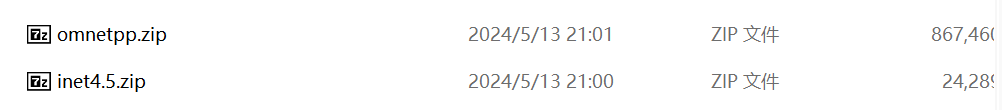 omnetpp.zip 2024/5/13 21:01 ZIP 文件 867,460
inet4.5.zip 2024/5/13 21:00 ZIP 文件 24,289